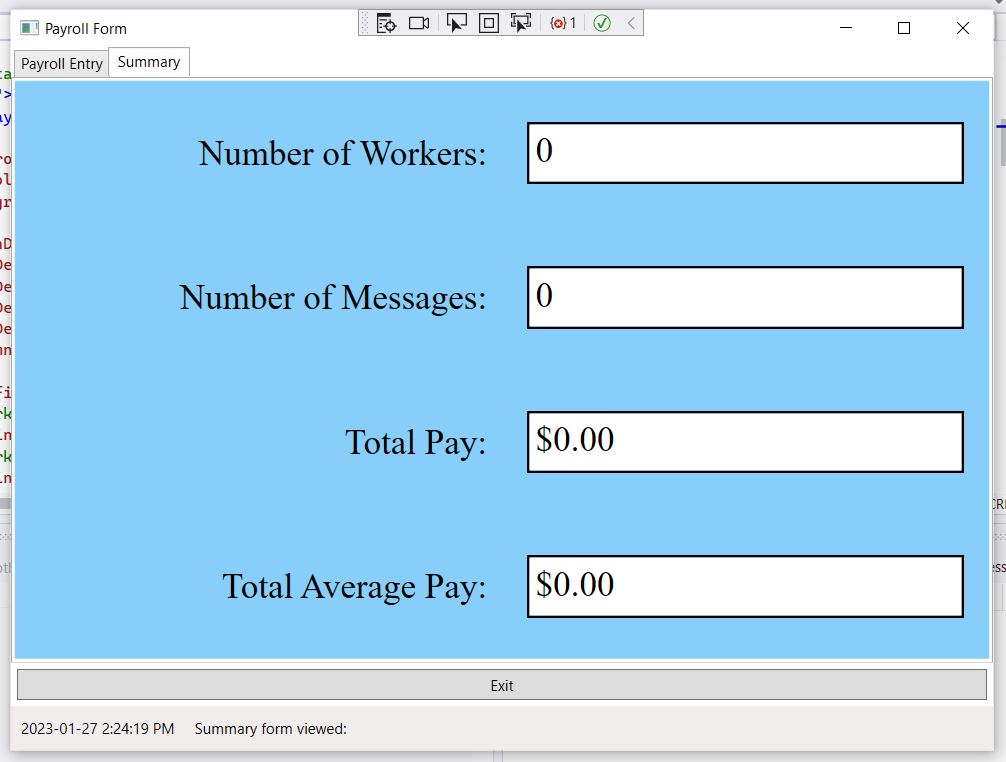 Payroll Form
1
Payroll Entry
Summary
Number of Workers:
0
Number of Messages:
0
Total Pay:
$0.00
Total Average Pay:
$0.00
Exit
2023-01-27 2:24:19 PM Summary form viewed: